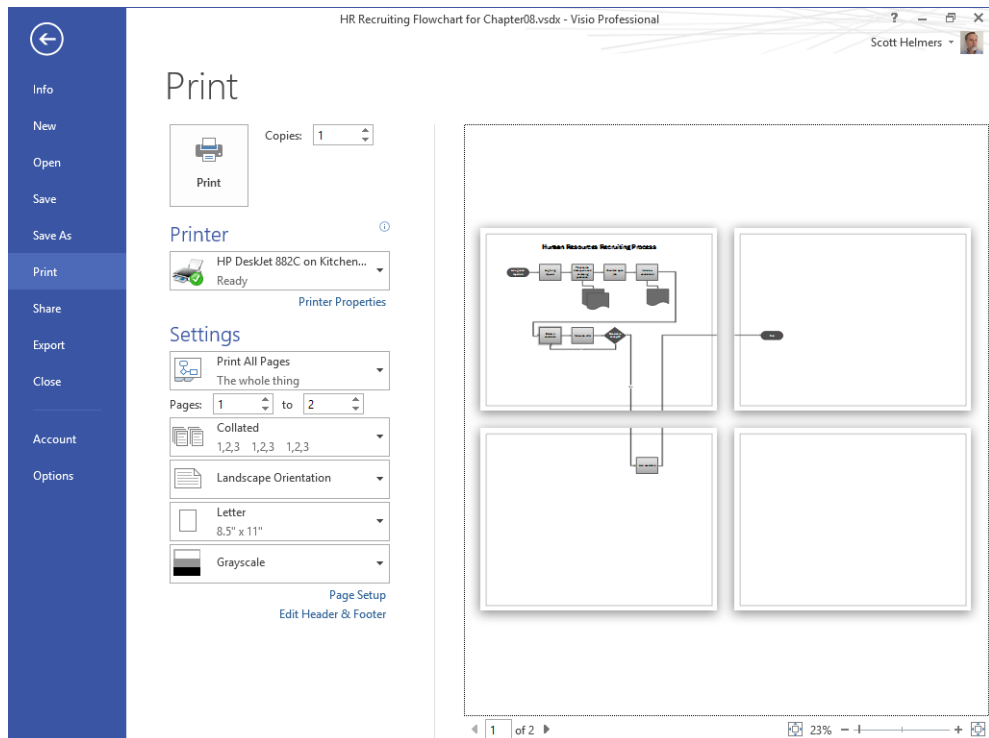 HR Recruiting Flowchart for Chapter08.vsdx - Visio Professional
?
Scott Helmers
Info
New
Open
Save
Save As
Print
Share
Export
Close
Account
Options
Print
Copies: 1
Print
Printer
HP DeskJet 882C on Kitchen...
Ready
Printer Properties
Settings
Print All Pages
The whole thing
Pages: 1 to 2
Collated
1,2,3 1,2,3 1,2,3
Landscape Orientation
Letter
8.5" x 11"
Grayscale
Page Setup
Edit Header & Footer
Human Resources Recruiting Process
1 of 2
23%